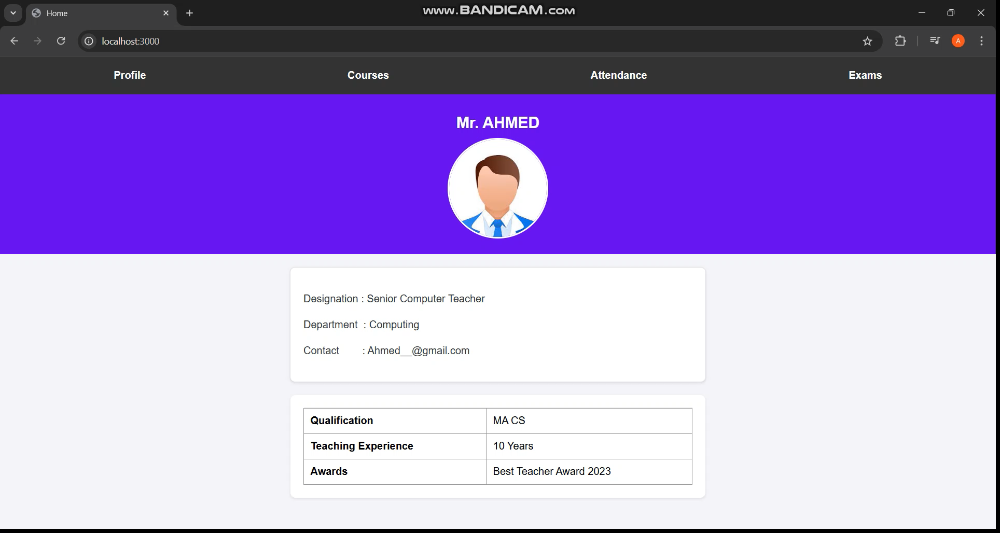 Home
www.BANDICAM.com
localhost:3000
A
Profile Courses Attendance Exams
Mr. AHMED
Designation : Senior Computer Teacher
Department : Computing
Contact : Ahmed__@gmail.com
Qualification MA CS
Teaching Experience 10 Years
Awards Best Teacher Award 2023